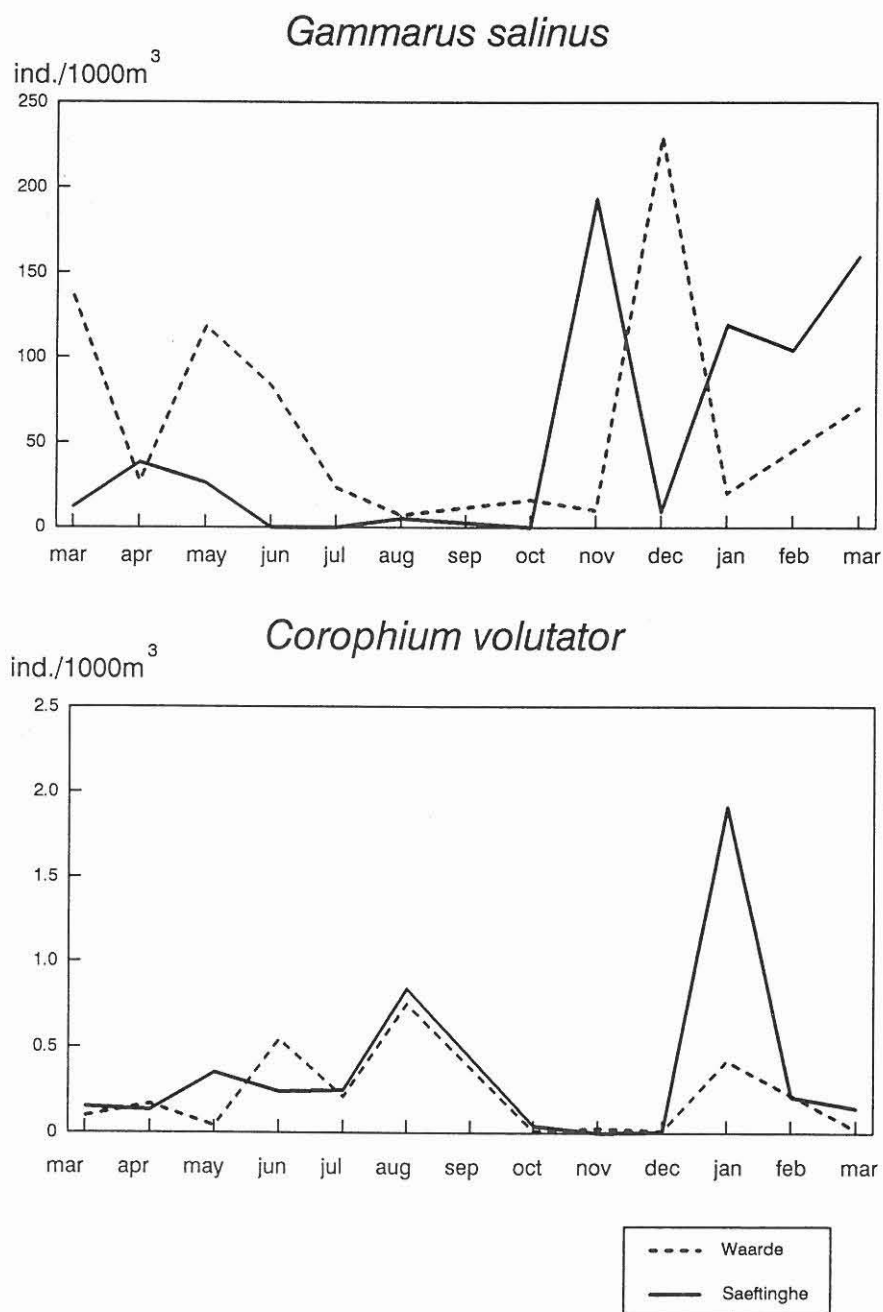 Gammarus salinus
ind./1000m³
250
200
150
100
50
0
mar apr may jun jul aug sep oct nov dec jan feb mar
Corophium volutator
ind./1000m³
2.5
2.0
1.5
1.0
0.5
0
mar apr may jun jul aug sep oct nov dec jan feb mar
Waarde
Saeftinghe